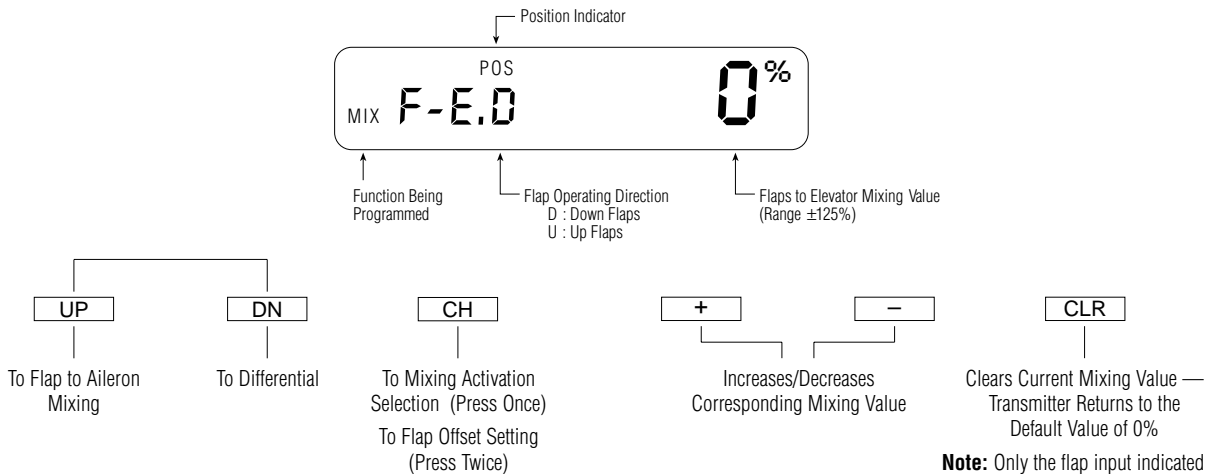 Position Indicator
POS
MIX F-E.D 0%
Function Being
Programmed
Flap Operating Direction
D : Down Flaps
U : Up Flaps
Flaps to Elevator Mixing Value
(Range ±125%)
UP
DN
CH
+
–
CLR
To Flap to Aileron
Mixing
To Differential
To Mixing Activation
Selection (Press Once)
To Flap Offset Setting
(Press Twice)
Increases/Decreases
Corresponding Mixing Value
Clears Current Mixing Value —
Transmitter Returns to the
Default Value of 0%
Note: Only the flap input indicated